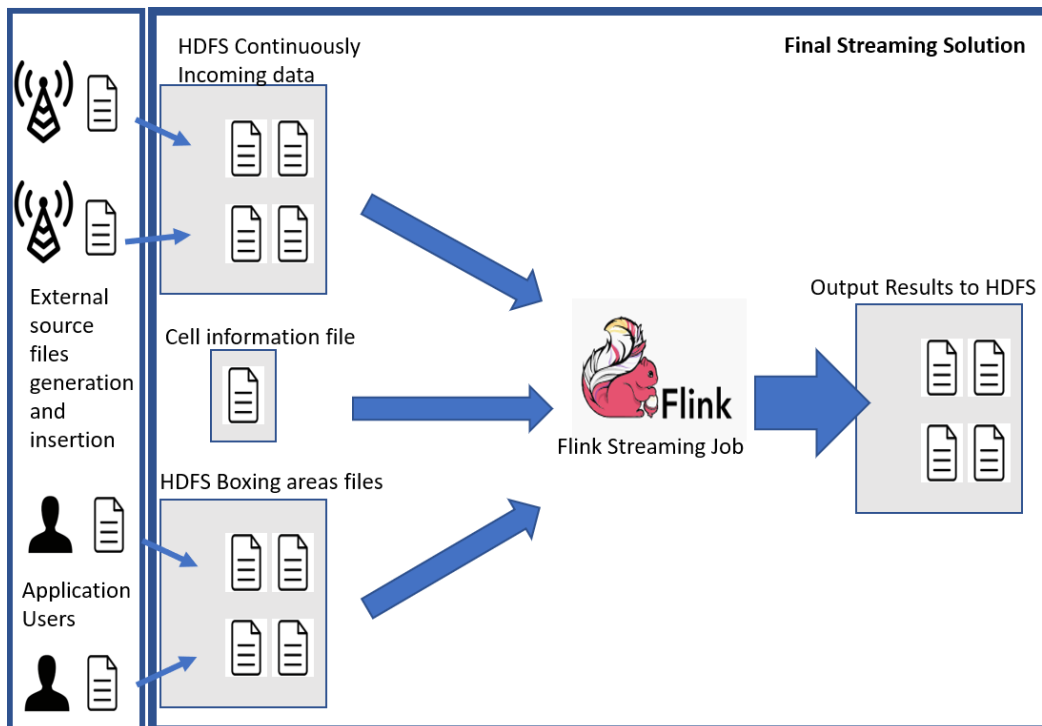 HDFS Continuously
Incoming data
Final Streaming Solution
External
source
files
generation
and
insertion
Cell information file
Flink
Flink Streaming Job
Output Results to HDFS
HDFS Boxing areas files
Application
Users